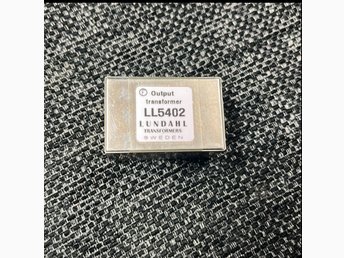 Output
transformer
LL5402
LUNDAHL
TRANSFORMERS
SWEDEN